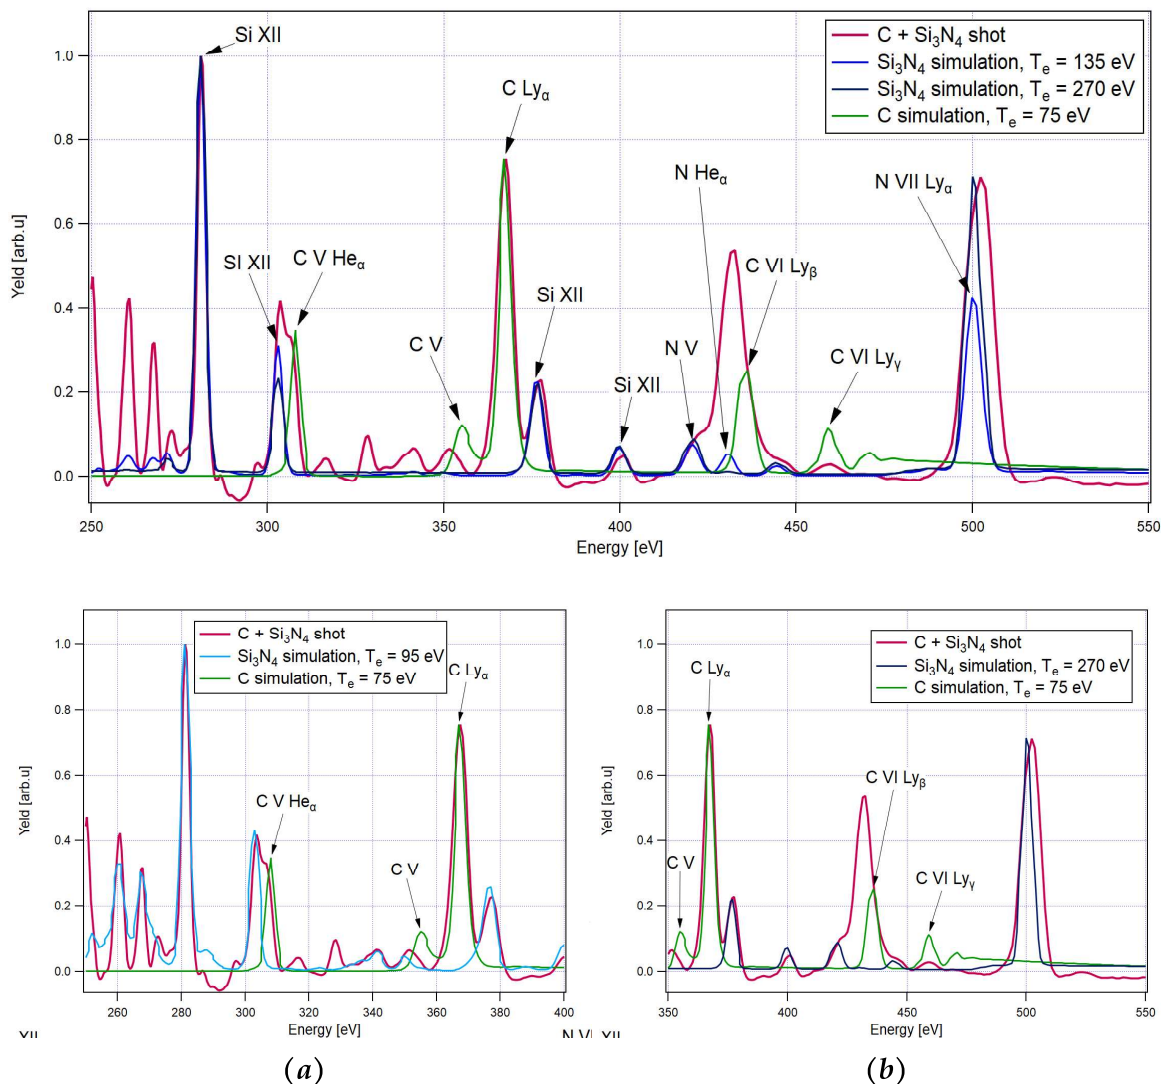 Si XII
C + Si₃N₄ shot
Si₃N₄ simulation, Tₑ = 135 eV
Si₃N₄ simulation, Tₑ = 270 eV
C simulation, Tₑ = 75 eV
C Lyα
N Heα
N VII Lyα
SI XII
C V Heα
C VI Lyβ
Si XII
C V
N V
C VI Lyγ
Si XII
Yeld [arb.u]
1.0
0.8
0.6
0.4
0.2
0.0
250 300 350 400 450 500 550
Energy [eV]
C + Si₃N₄ shot
Si₃N₄ simulation, Tₑ = 95 eV
C simulation, Tₑ = 75 eV
C Lyα
C V Heα
C V
Yeld [arb.u]
1.0
0.8
0.6
0.4
0.2
0.0
260 280 300 320 340 360 380 400
Energy [eV]
(a)
C + Si₃N₄ shot
Si₃N₄ simulation, Tₑ = 270 eV
C simulation, Tₑ = 75 eV
C Lyα
C VI Lyβ
C V
C VI Lyγ
Yeld [arb.u]
1.0
0.8
0.6
0.4
0.2
0.0
350 400 450 500 550
Energy [eV]
(b)